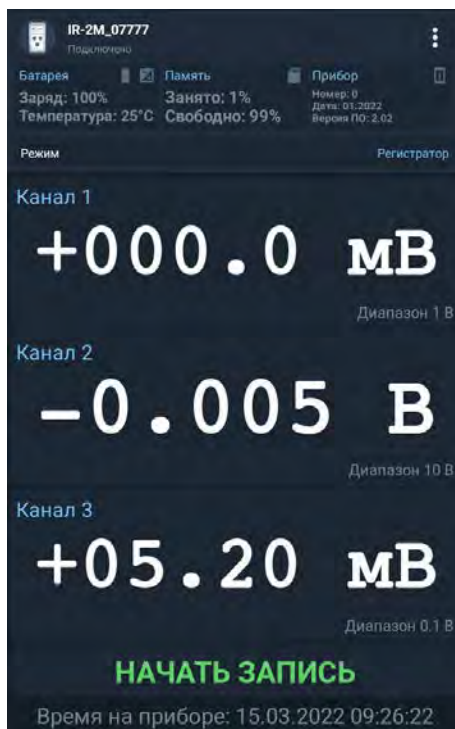 IR-2M_07777
Подключено
Батарея Память Прибор
Заряд: 100% Занято: 1% Номер: 0
Температура: 25°C Свободно: 99% Дата: 01.2022
Версия ПО: 2.02
Режим Регистратор
Канал 1
+000.0 мВ
Диапазон 1 В
Канал 2
-0.005 В
Диапазон 10 В
Канал 3
+05.20 мВ
Диапазон 0.1 В
НАЧАТЬ ЗАПИСЬ
Время на приборе: 15.03.2022 09:26:22